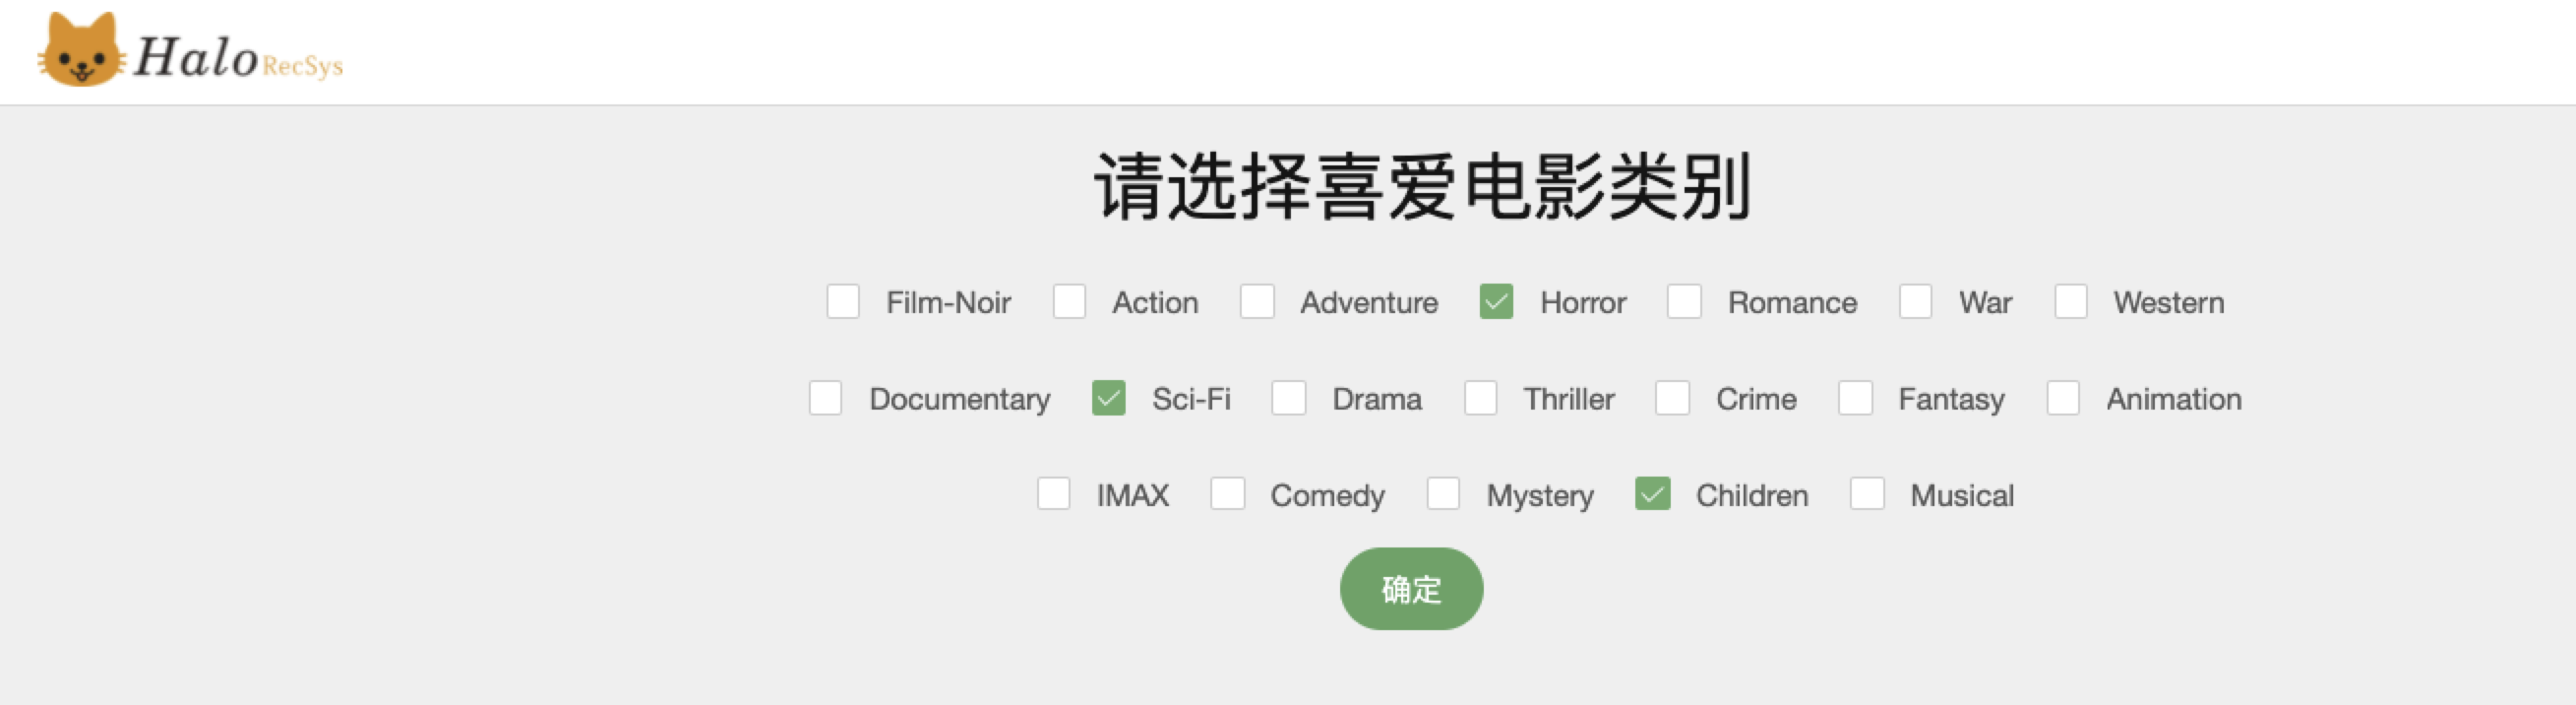 Halo RecSys
请选择喜爱电影类别
Film-Noir Action Adventure Horror Romance War Western
Documentary Sci-Fi Drama Thriller Crime Fantasy Animation
IMAX Comedy Mystery Children Musical
确定